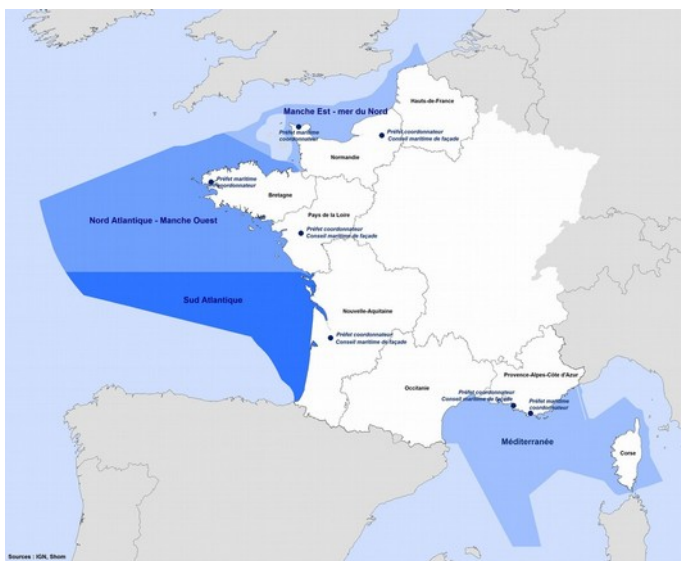 Hauts-de-France
Manche Est - mer du Nord
Préfet maritime
coordonnateur
Préfet coordonnateur
Conseil maritime de façade
Normandie
Préfet maritime
coordonnateur
Bretagne
Pays de la Loire
Nord Atlantique - Manche Ouest
Préfet coordonnateur
Conseil maritime de façade
Sud Atlantique
Nouvelle-Aquitaine
Préfet coordonnateur
Conseil maritime de façade
Provence-Alpes-Côte d'Azur
Occitanie
Préfet coordonnateur
Conseil maritime de façade
Préfet maritime
coordonnateur
Méditerranée
Corse
Sources : IGN, Shom